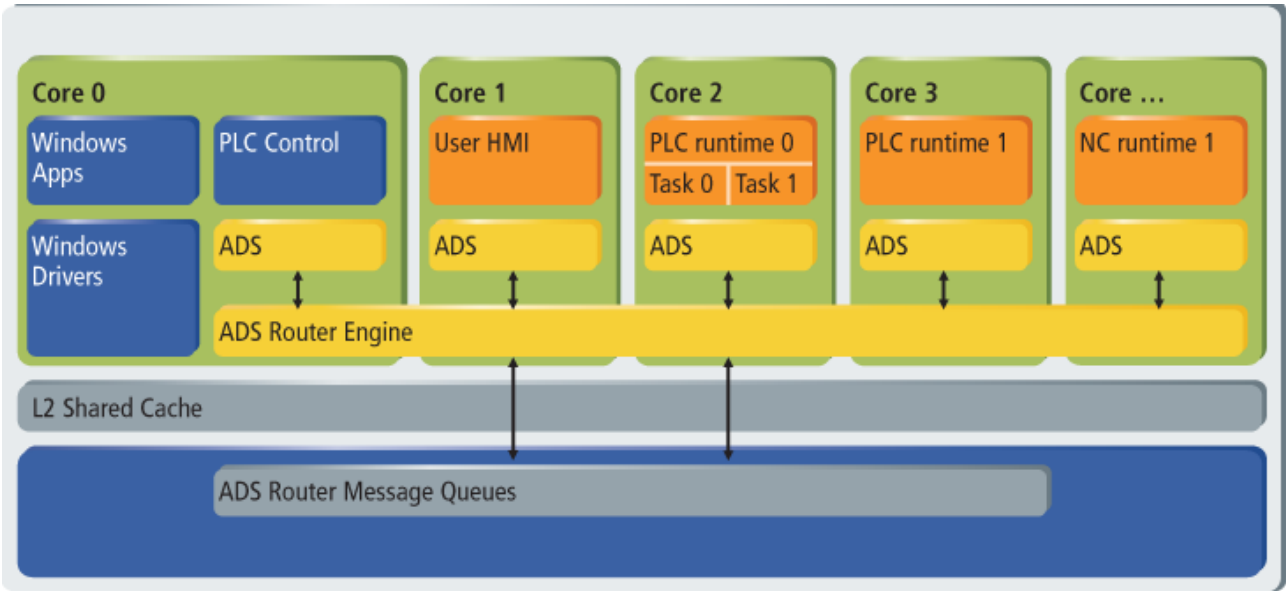 Core 0
Windows
Apps
PLC Control
Windows
Drivers
ADS
Core 1
User HMI
ADS
Core 2
PLC runtime 0
Task 0
Task 1
ADS
Core 3
PLC runtime 1
ADS
Core ...
NC runtime 1
ADS
ADS Router Engine
L2 Shared Cache
ADS Router Message Queues